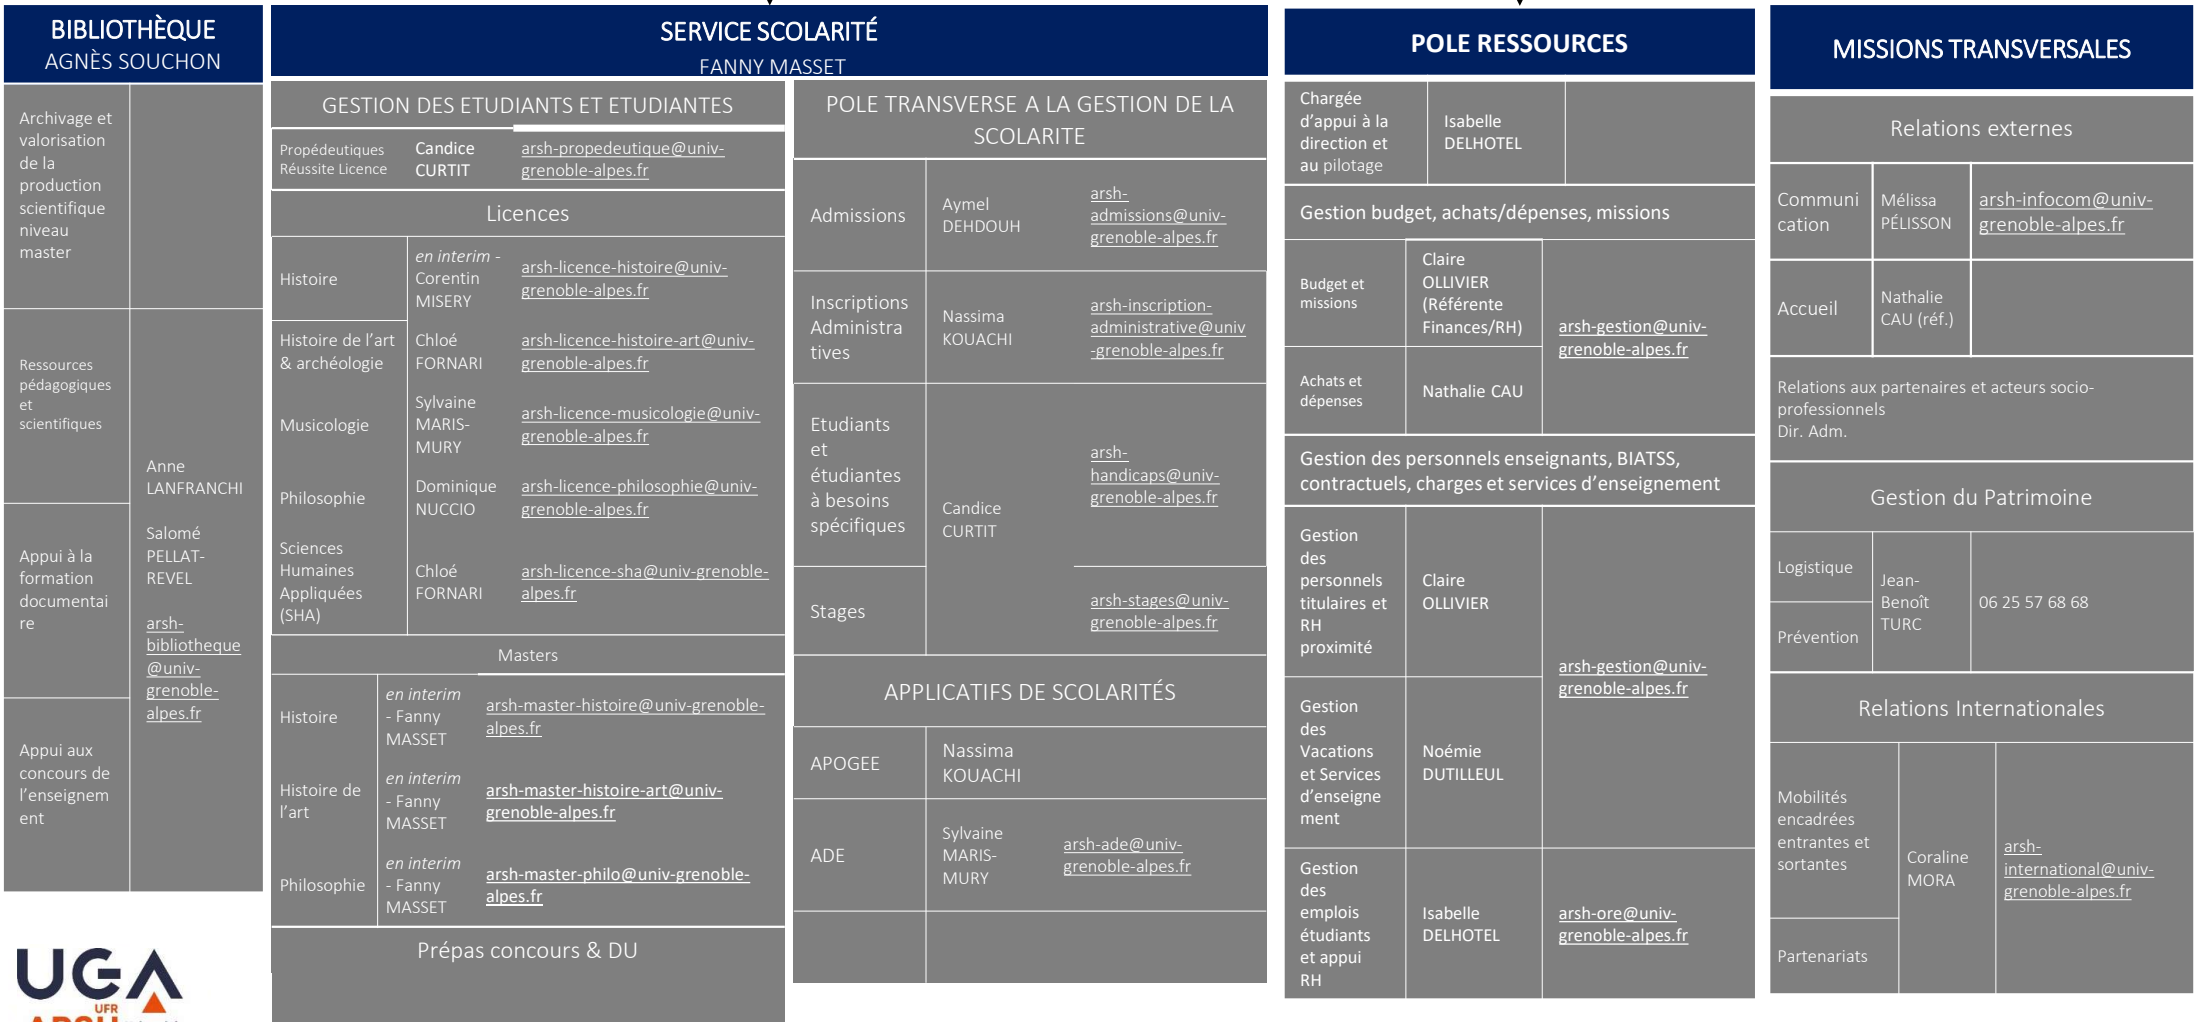 BIBLIOTHÈQUE
AGNÈS SOUCHON
Archivage et
valorisation
de la
production
scientifique
niveau
master
Ressources
pédagogiques
et
scientifiques
Appui à la
formation
documentai
re
Appui aux
concours de
l'enseignem
ent
Anne
LANFRANCHI
Salomé
PELLAT-
REVEL
arsh-
bibliotheque
@univ-
grenoble-
alpes.fr
UGA
UFR
SERVICE SCOLARITÉ
FANNY MASSET
GESTION DES ETUDIANTS ET ETUDIANTES
Propédeutiques
Réussite Licence
Candice
CURTIT
arsh-propedeutique@univ-
grenoble-alpes.fr
Licences
Histoire
en interim -
Corentin
MISERY
arsh-licence-histoire@univ-
grenoble-alpes.fr
Histoire de l'art
& archéologie
Chloé
FORNARI
arsh-licence-histoire-art@univ-
grenoble-alpes.fr
Musicologie
Sylvaine
MARIS-
MURY
arsh-licence-musicologie@univ-
grenoble-alpes.fr
Philosophie
Dominique
NUCCIO
arsh-licence-philosophie@univ-
grenoble-alpes.fr
Sciences
Humaines
Appliquées
(SHA)
Chloé
FORNARI
arsh-licence-sha@univ-grenoble-
alpes.fr
Masters
Histoire
en interim
- Fanny
MASSET
arsh-master-histoire@univ-grenoble-
alpes.fr
Histoire de
l'art
en interim
- Fanny
MASSET
arsh-master-histoire-art@univ-
grenoble-alpes.fr
Philosophie
en interim
- Fanny
MASSET
arsh-master-philo@univ-grenoble-
alpes.fr
Prépas concours & DU
POLE TRANSVERSE A LA GESTION DE LA
SCOLARITE
Admissions
Aymel
DEHDOUH
arsh-
admissions@univ-
grenoble-alpes.fr
Inscriptions
Administra
tives
Nassima
KOUACHI
arsh-inscription-
administrative@univ
-grenoble-alpes.fr
Etudiants
et
étudiantes
à besoins
spécifiques
Candice
CURTIT
arsh-
handicaps@univ-
grenoble-alpes.fr
Stages
arsh-stages@univ-
grenoble-alpes.fr
APPLICATIFS DE SCOLARITÉS
APOGEE
Nassima
KOUACHI
ADE
Sylvaine
MARIS-
MURY
arsh-ade@univ-
grenoble-alpes.fr
POLE RESSOURCES
Chargée
d'appui à la
direction et
au pilotage
Isabelle
DELHOTEL
Gestion budget, achats/dépenses, missions
Budget et
missions
Claire
OLLIVIER
(Référente
Finances/RH)
arsh-gestion@univ-
grenoble-alpes.fr
Achats et
dépenses
Nathalie CAU
Gestion des personnels enseignants, BIATSS,
contractuels, charges et services d'enseignement
Gestion
des
personnels
titulaires et
RH
proximité
Claire
OLLIVIER
arsh-gestion@univ-
grenoble-alpes.fr
Gestion
des
Vacations
et Services
d'enseigne
ment
Noémie
DUTILLEUL
Gestion
des
emplois
étudiants
et appui
RH
Isabelle
DELHOTEL
arsh-ore@univ-
grenoble-alpes.fr
MISSIONS TRANSVERSALES
Relations externes
Communi
cation
Mélissa
PÉLISSON
arsh-infocom@univ-
grenoble-alpes.fr
Accueil
Nathalie
CAU (réf.)
Relations aux partenaires et acteurs socio-
professionnels
Dir. Adm.
Gestion du Patrimoine
Logistique
Prévention
Jean-
Benoît
TURC
06 25 57 68 68
Relations Internationales
Mobilités
encadrées
entrantes et
sortantes
Partenariats
Coraline
MORA
arsh-
international@univ-
grenoble-alpes.fr